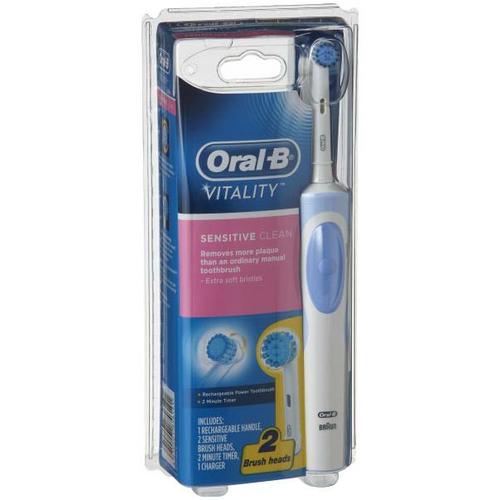 Oral-B
VITALITY™
SENSITIVE CLEAN
Removes more plaque
than an ordinary manual
toothbrush
- Extra soft bristles
• Rechargeable Power Toothbrush
• 2 Minute Timer
INCLUDES:
1 RECHARGEABLE HANDLE,
2 SENSITIVE
BRUSH HEADS,
2 MINUTE TIMER,
1 CHARGER
2
Brush heads
Oral-B
BRAUN